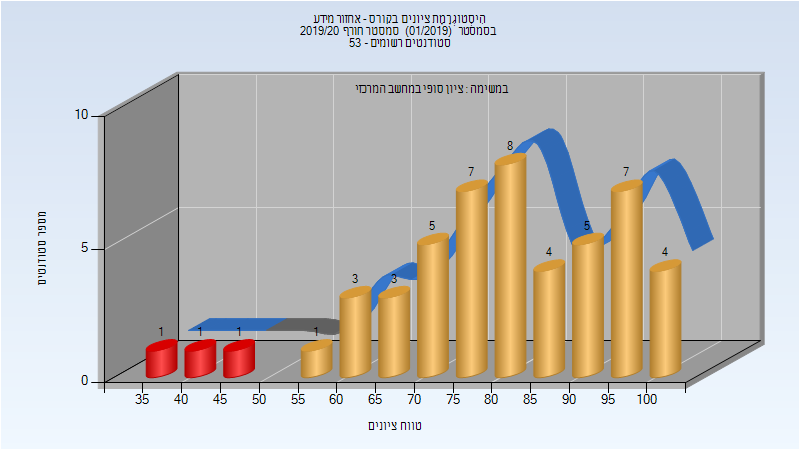 היסטוגרמת ציונים בקורס - אחזור מידע
בסמסטר (01/2019) סמסטר חורף 2019/20
סטודנטים רשומים - 53
במשימה : ציון סופי במחשב המרכזי
מספר סטודנטים
10
5
0
1 1 1 1 3 3 5 7 8 4 5 7 4
35 40 45 50 55 60 65 70 75 80 85 90 95 100
טווח ציונים